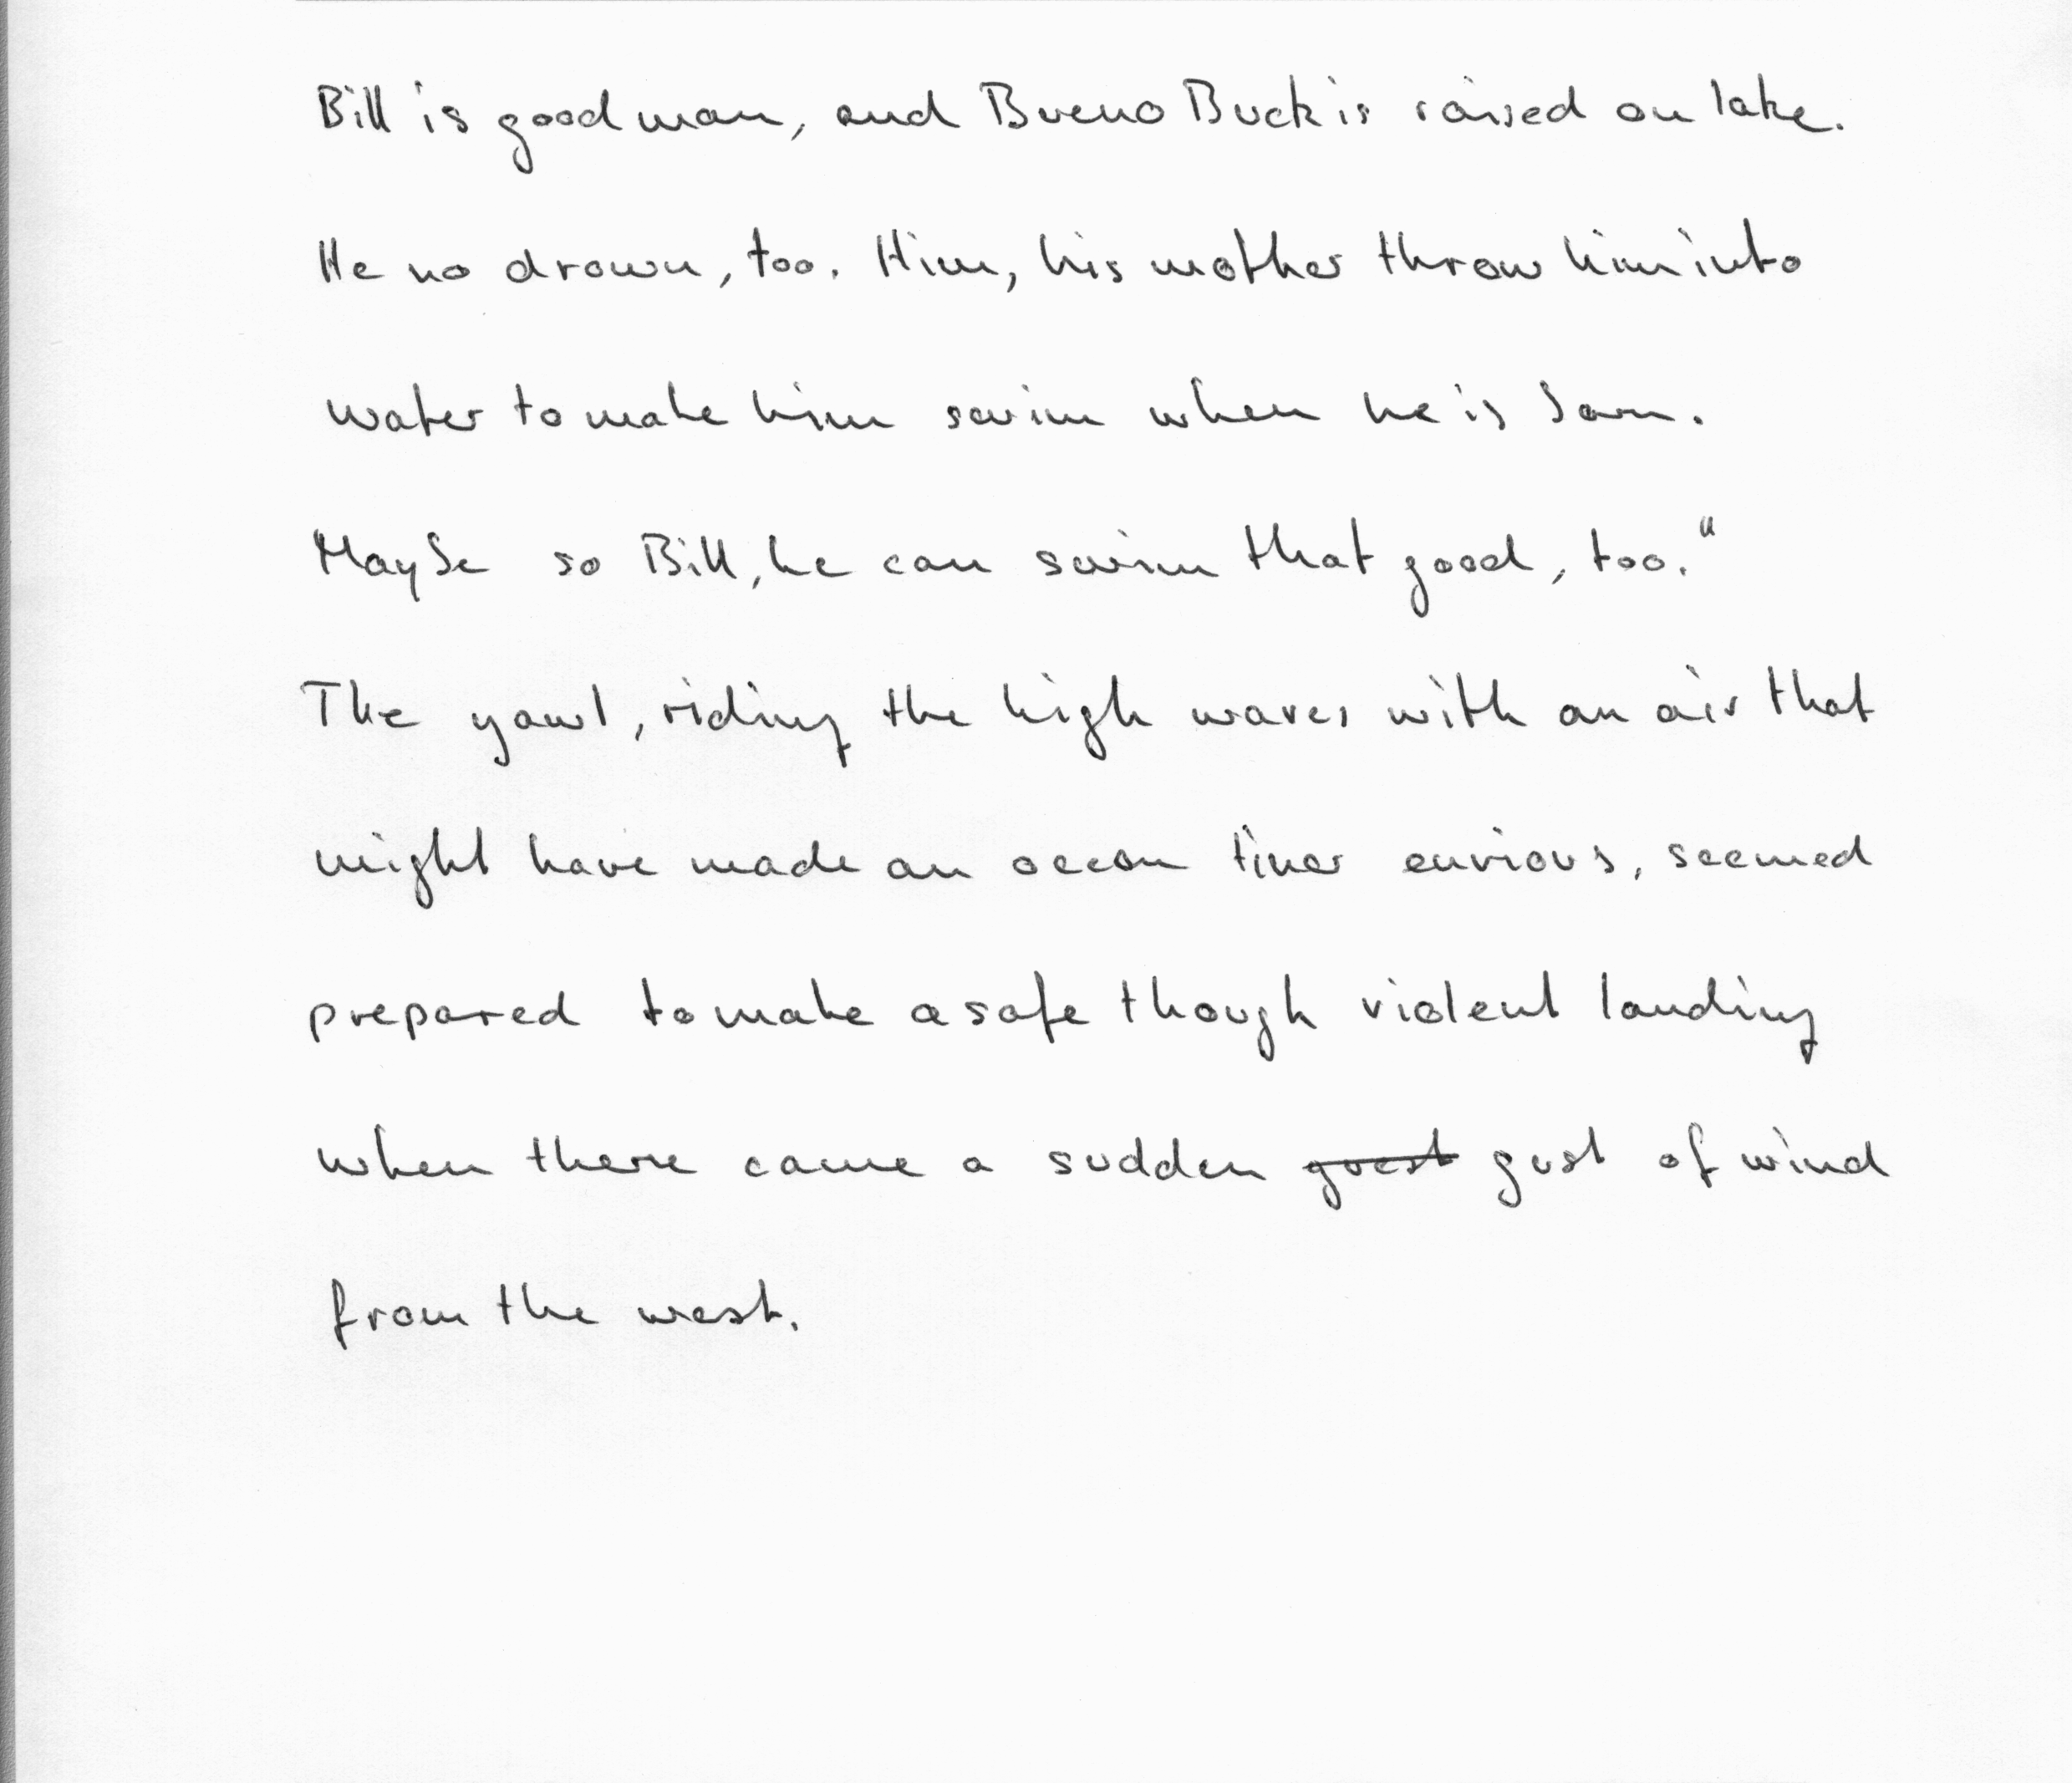 Bill is good man, and Bueno Buck is raised on lake.
He no drown, too. Him, his mother throw him into
water to make him swim when he is born.
Maybe so Bill, he can swim that good, too."
The yawl, riding the high waves with an air that
might have made an ocean liner envious, seemed
prepared to make a safe though violent landing
when there came a sudden guest gust of wind
from the west.